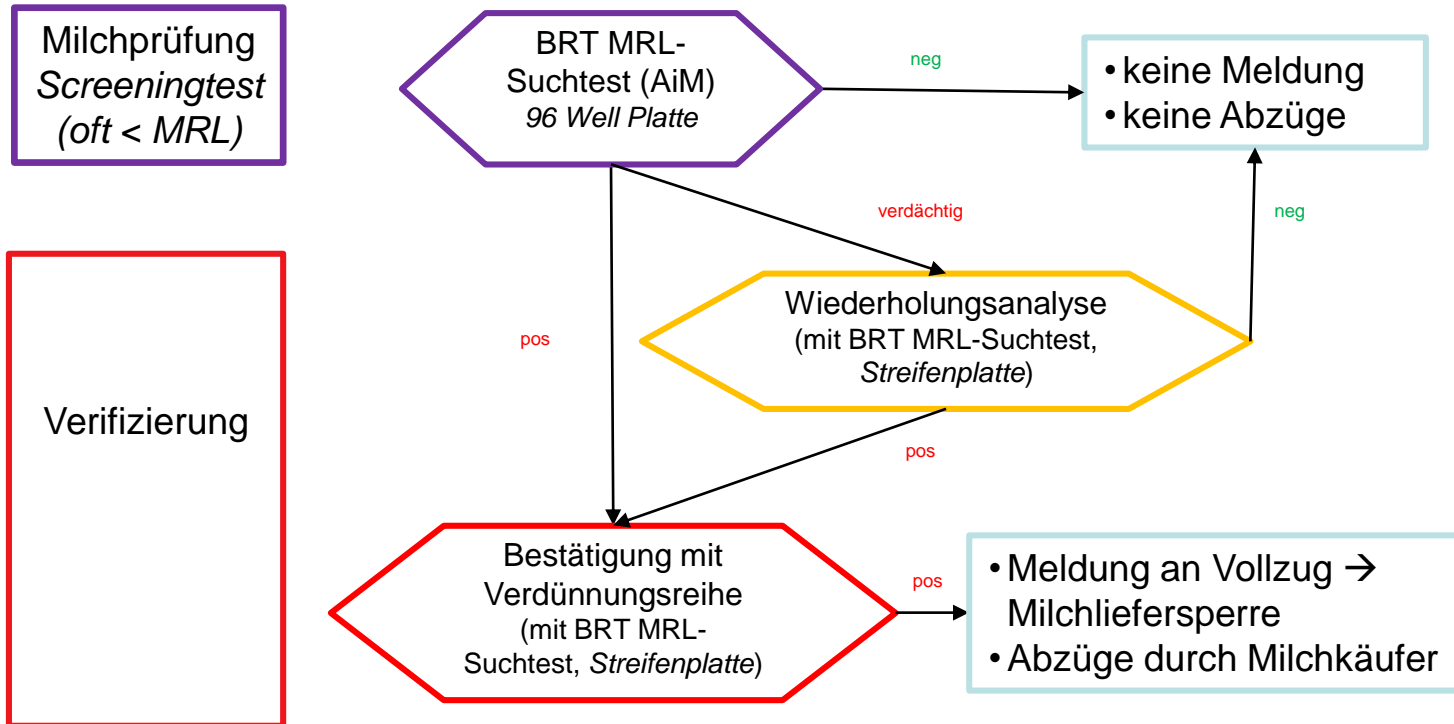 Milchprüfung
Screeningtest
(oft < MRL)
BRT MRL-
Suchtest (AiM)
96 Well Platte
neg
• keine Meldung
• keine Abzüge
verdächtig
neg
Verifizierung
pos
Wiederholungsanalyse
(mit BRT MRL-Suchtest,
Streifenplatte)
pos
Bestätigung mit
Verdünnungsreihe
(mit BRT MRL-
Suchtest, Streifenplatte)
pos
• Meldung an Vollzug →
Milchliefersperre
• Abzüge durch Milchkäufer